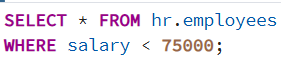 SELECT * FROM hr.employees
WHERE salary < 75000;